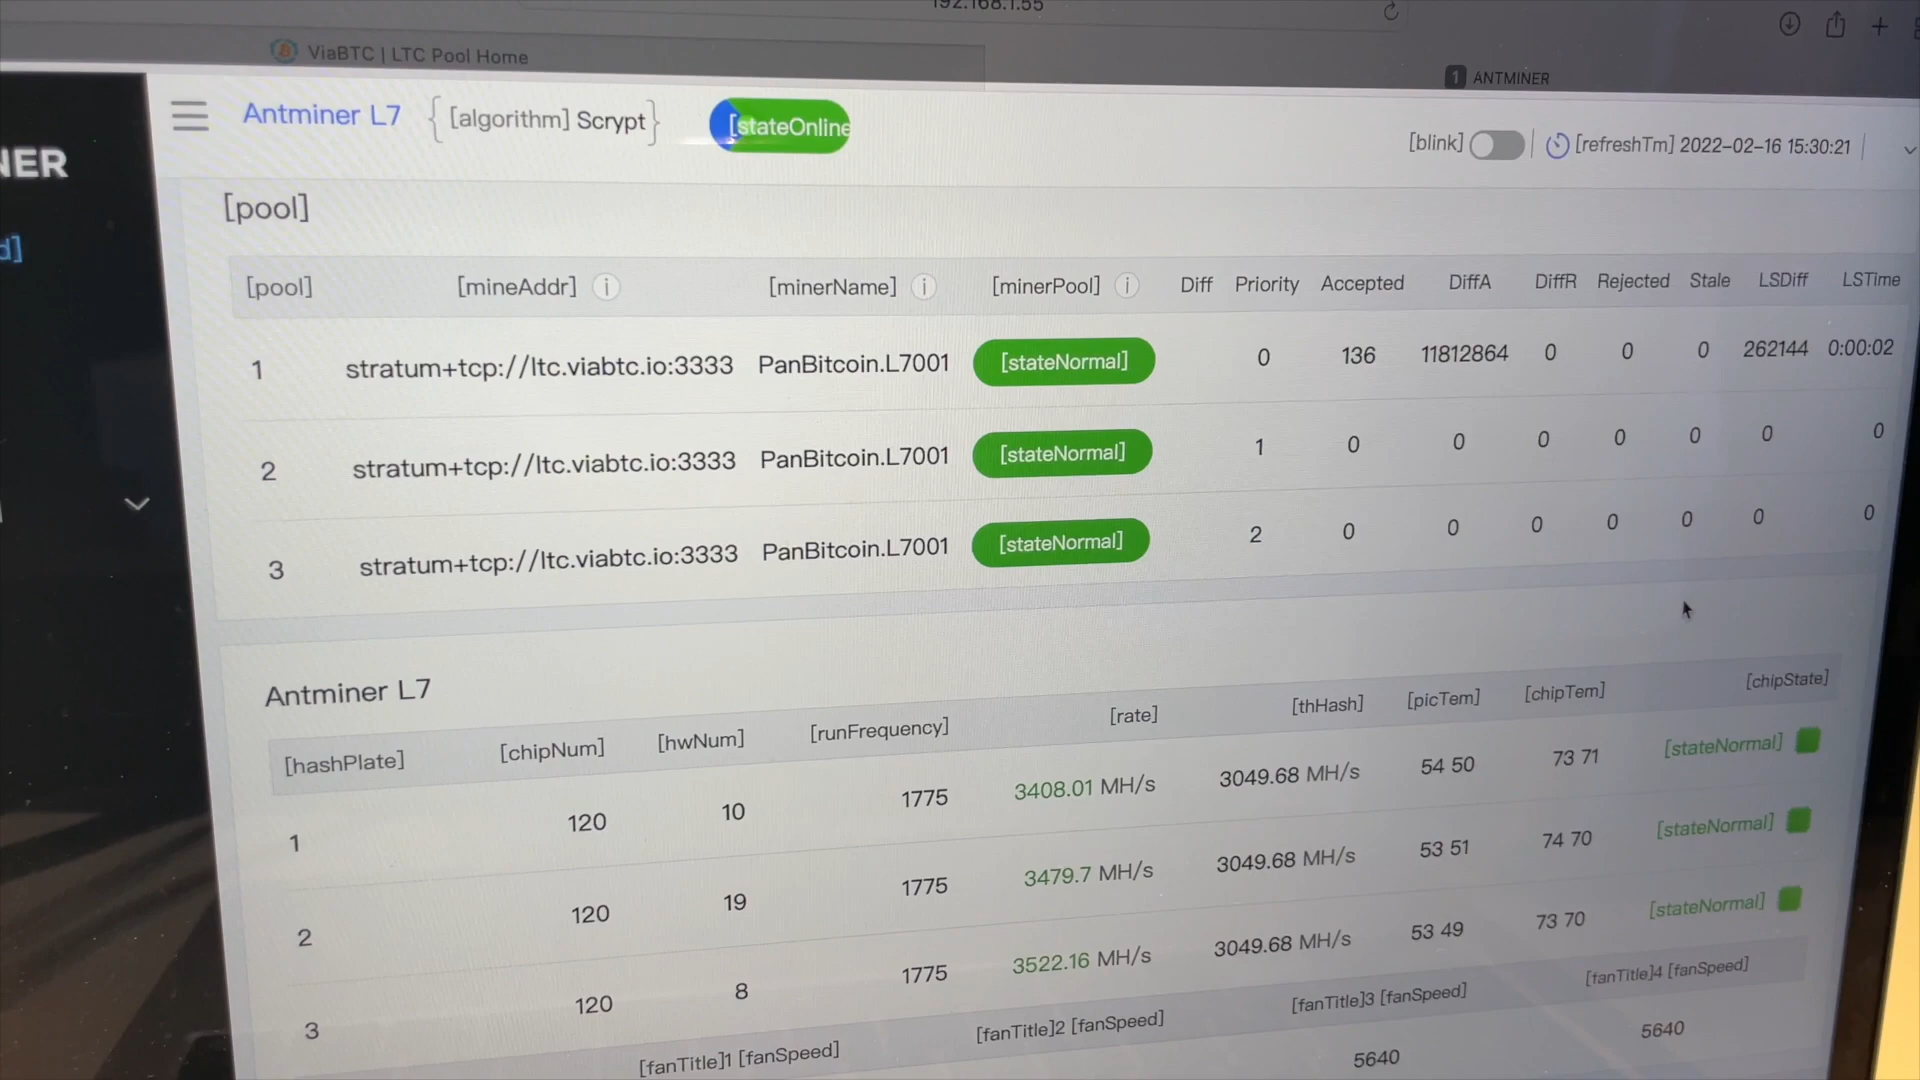 192.168.1.55
ViaBTC | LTC Pool Home
1 ANTMINER
NER
d]
Antminer L7 { [algorithm] Scrypt} [stateOnline
[blink] [refreshTm] 2022-02-16 15:30:21
[pool]
[pool] [mineAddr] i [minerName] i [minerPool] i Diff Priority Accepted DiffA DiffR Rejected Stale LSDiff LSTime
1 stratum+tcp://ltc.viabtc.io:3333 PanBitcoin.L7001 [stateNormal] 0 136 11812864 0 0 0 262144 0:00:02
2 stratum+tcp://ltc.viabtc.io:3333 PanBitcoin.L7001 [stateNormal] 1 0 0 0 0 0 0 0
3 stratum+tcp://ltc.viabtc.io:3333 PanBitcoin.L7001 [stateNormal] 2 0 0 0 0 0 0 0
Antminer L7
[hashPlate] [chipNum] [hwNum] [runFrequency] [rate] [thHash] [picTem] [chipTem] [chipState]
1 120 10 1775 3408.01 MH/s 3049.68 MH/s 54 50 73 71 [stateNormal]
2 120 19 1775 3479.7 MH/s 3049.68 MH/s 53 51 74 70 [stateNormal]
3 120 8 1775 3522.16 MH/s 3049.68 MH/s 53 49 73 70 [stateNormal]
[fanTitle]1 [fanSpeed] [fanTitle]2 [fanSpeed] [fanTitle]3 [fanSpeed] [fanTitle]4 [fanSpeed]
5640 5640